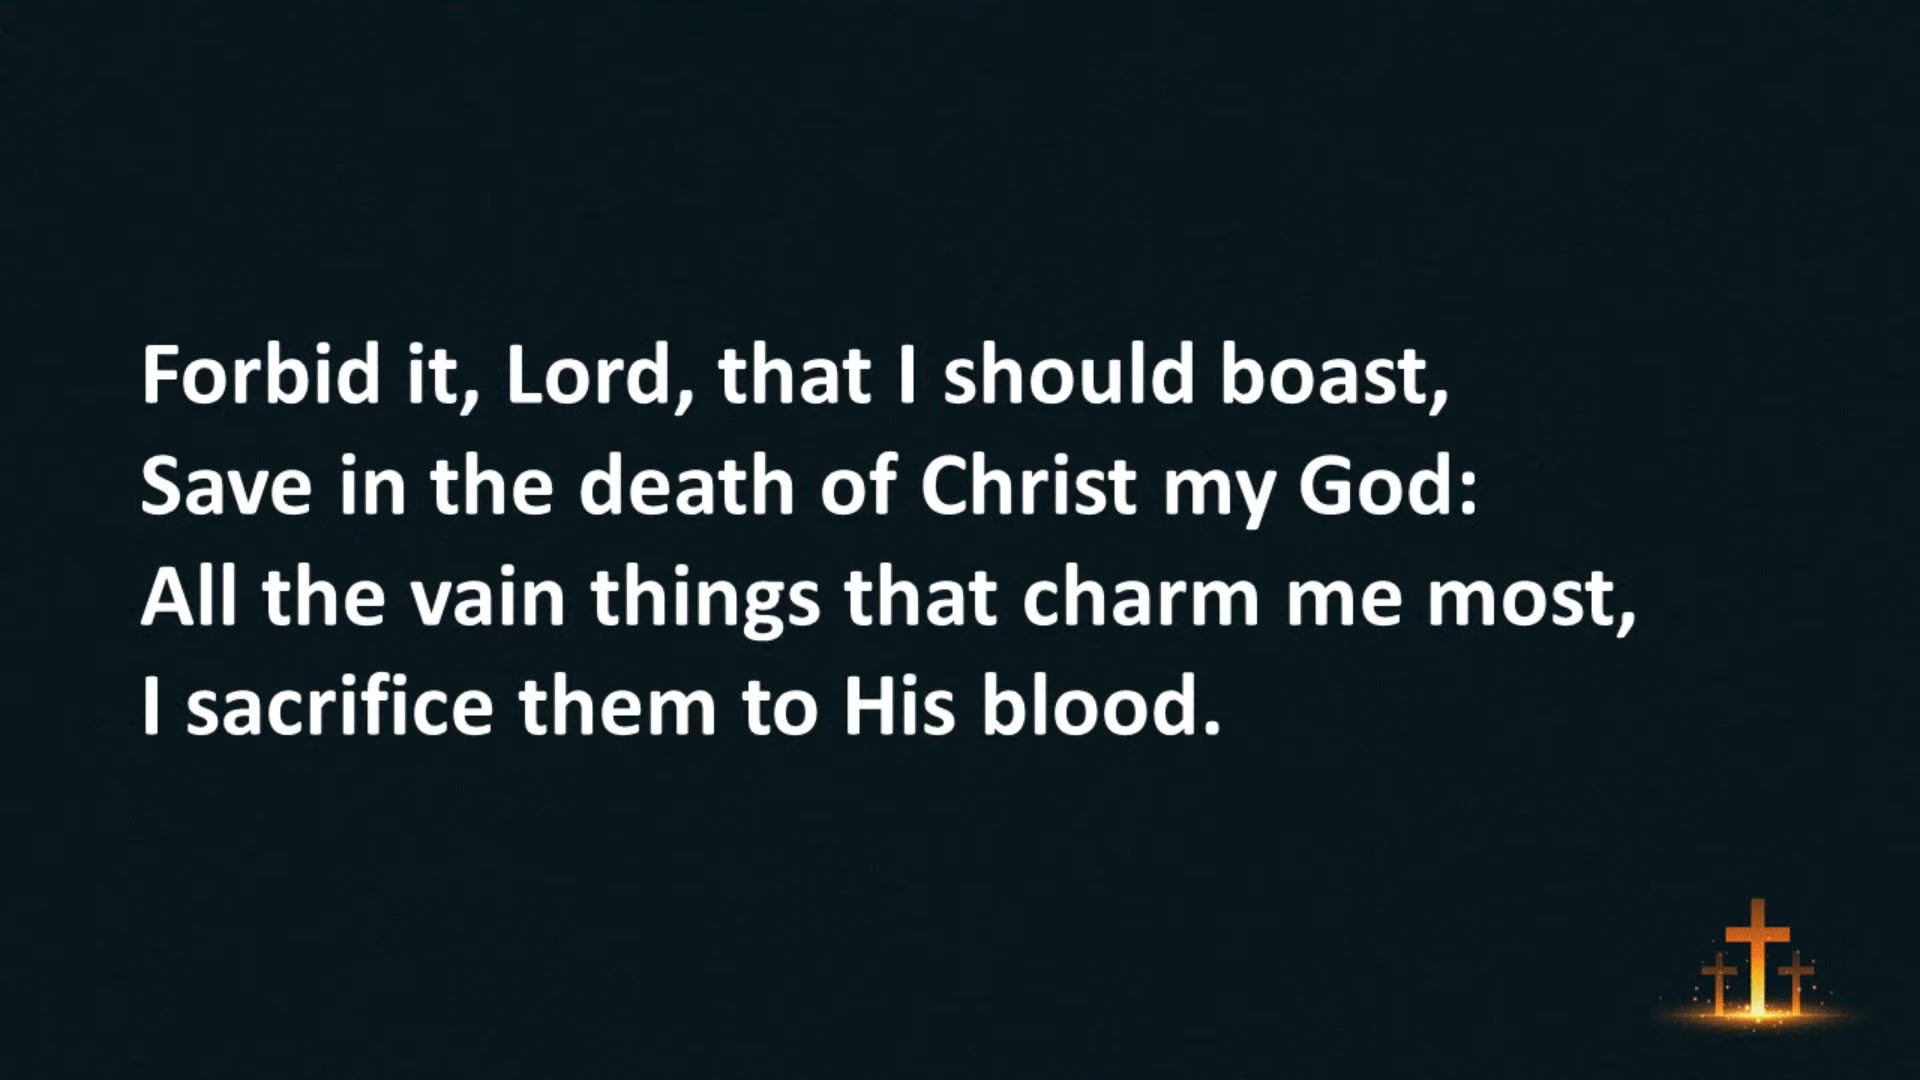 Forbid it, Lord, that I should boast,
Save in the death of Christ my God:
All the vain things that charm me most,
I sacrifice them to His blood.